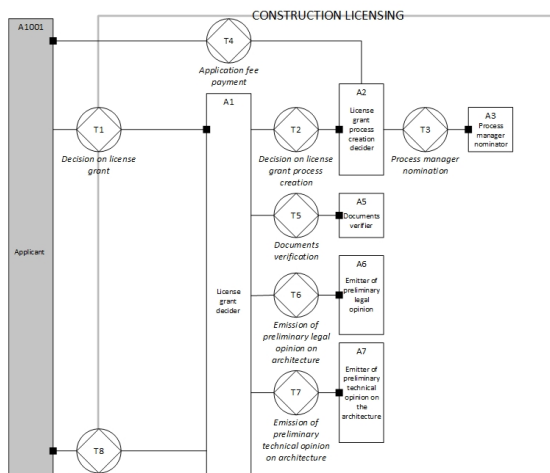 CONSTRUCTION LICENSING
A1001
T4
Application fee
payment
A1
A2
License
grant
process
creation
decider
A3
Process
manager
nominator
T1
Decision on license
grant
T2
Decision on license
grant process
creation
T3
Process manager
nomination
T5
Documents
verification
A5
Documents
verifier
Applicant
License
grant
decider
T6
Emission of
preliminary legal
opinion on
architecture
A6
Emitter of
preliminary
legal
opinion
T7
Emission of
preliminary
technical opinion
on architecture
A7
Emitter of
preliminary
technical
opinion on
the
architecture
T8